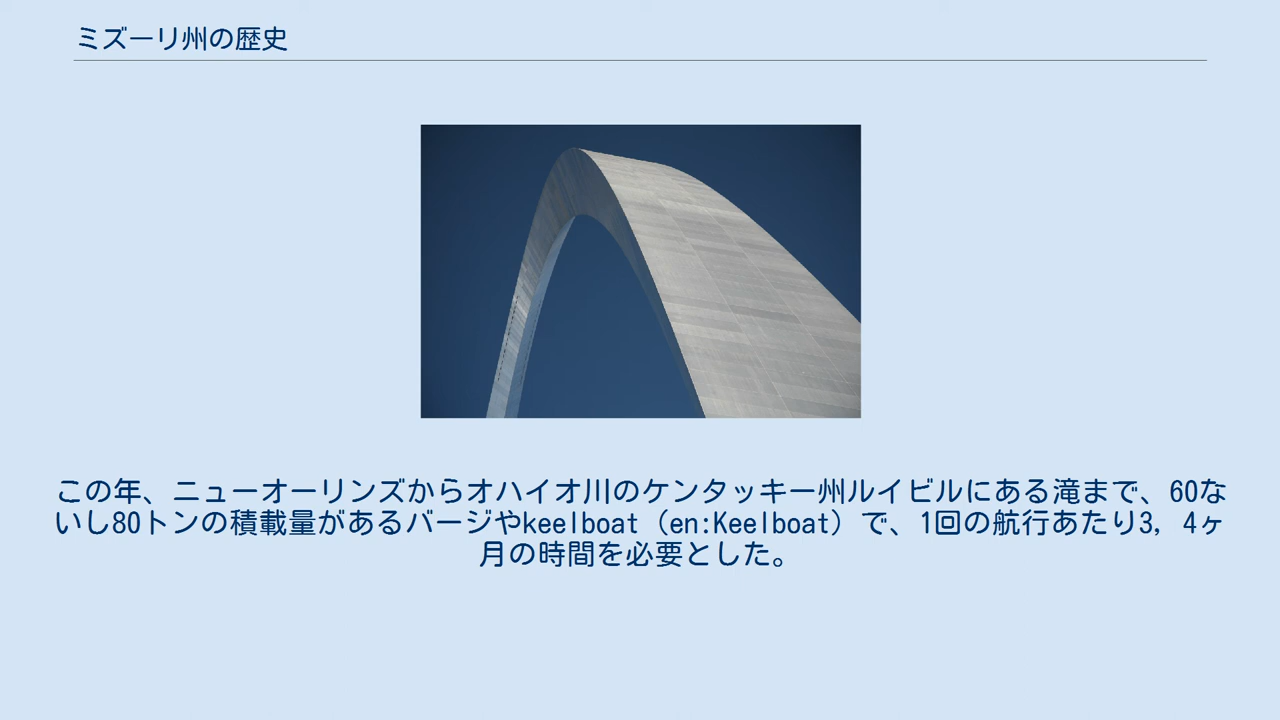 ミズーリ州の歴史
この年、ニューオーリンズからオハイオ川のケンタッキー州ルイビルにある滝まで、60な
いし80トンの積載量があるバージやkeelboat（en:Keelboat）で、1回の航行あたり3，4ヶ
月の時間を必要とした。